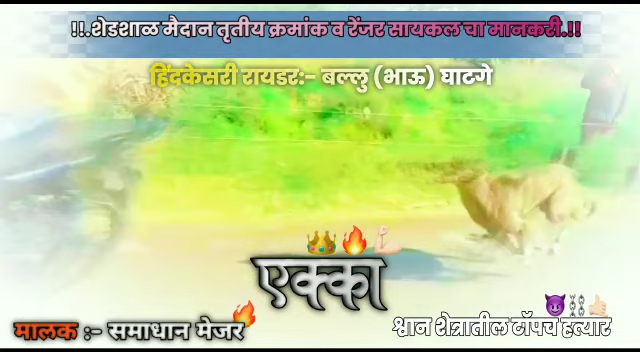 !!.शेडशाळ मैदान तृतीय क्रमांक व रेंजर सायकल चा मानकरी.!!
हिंदकेसरी रायडर:- बल्लु (भाऊ) घाटगे
एक्का
मालक :- समाधान मेजर
श्वान क्षेत्रातील टॉपच हत्यार